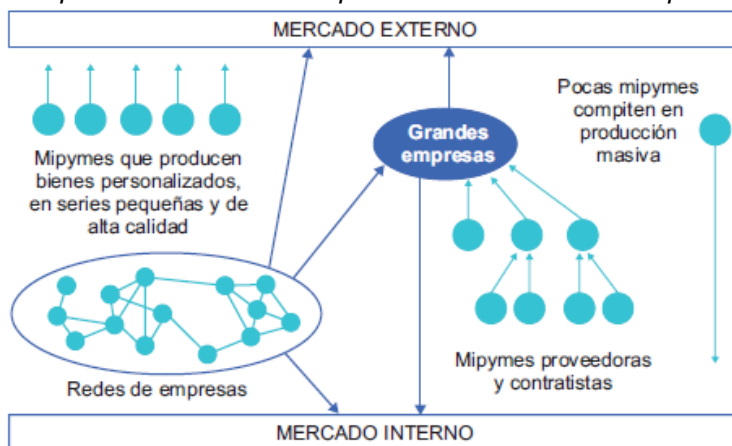 MERCADO EXTERNO
Mipymes que producen
bienes personalizados,
en series pequeñas y de
alta calidad
Grandes
empresas
Pocas mipymes
compiten en
producción
masiva
Redes de empresas
Mipymes proveedoras
y contratistas
MERCADO INTERNO